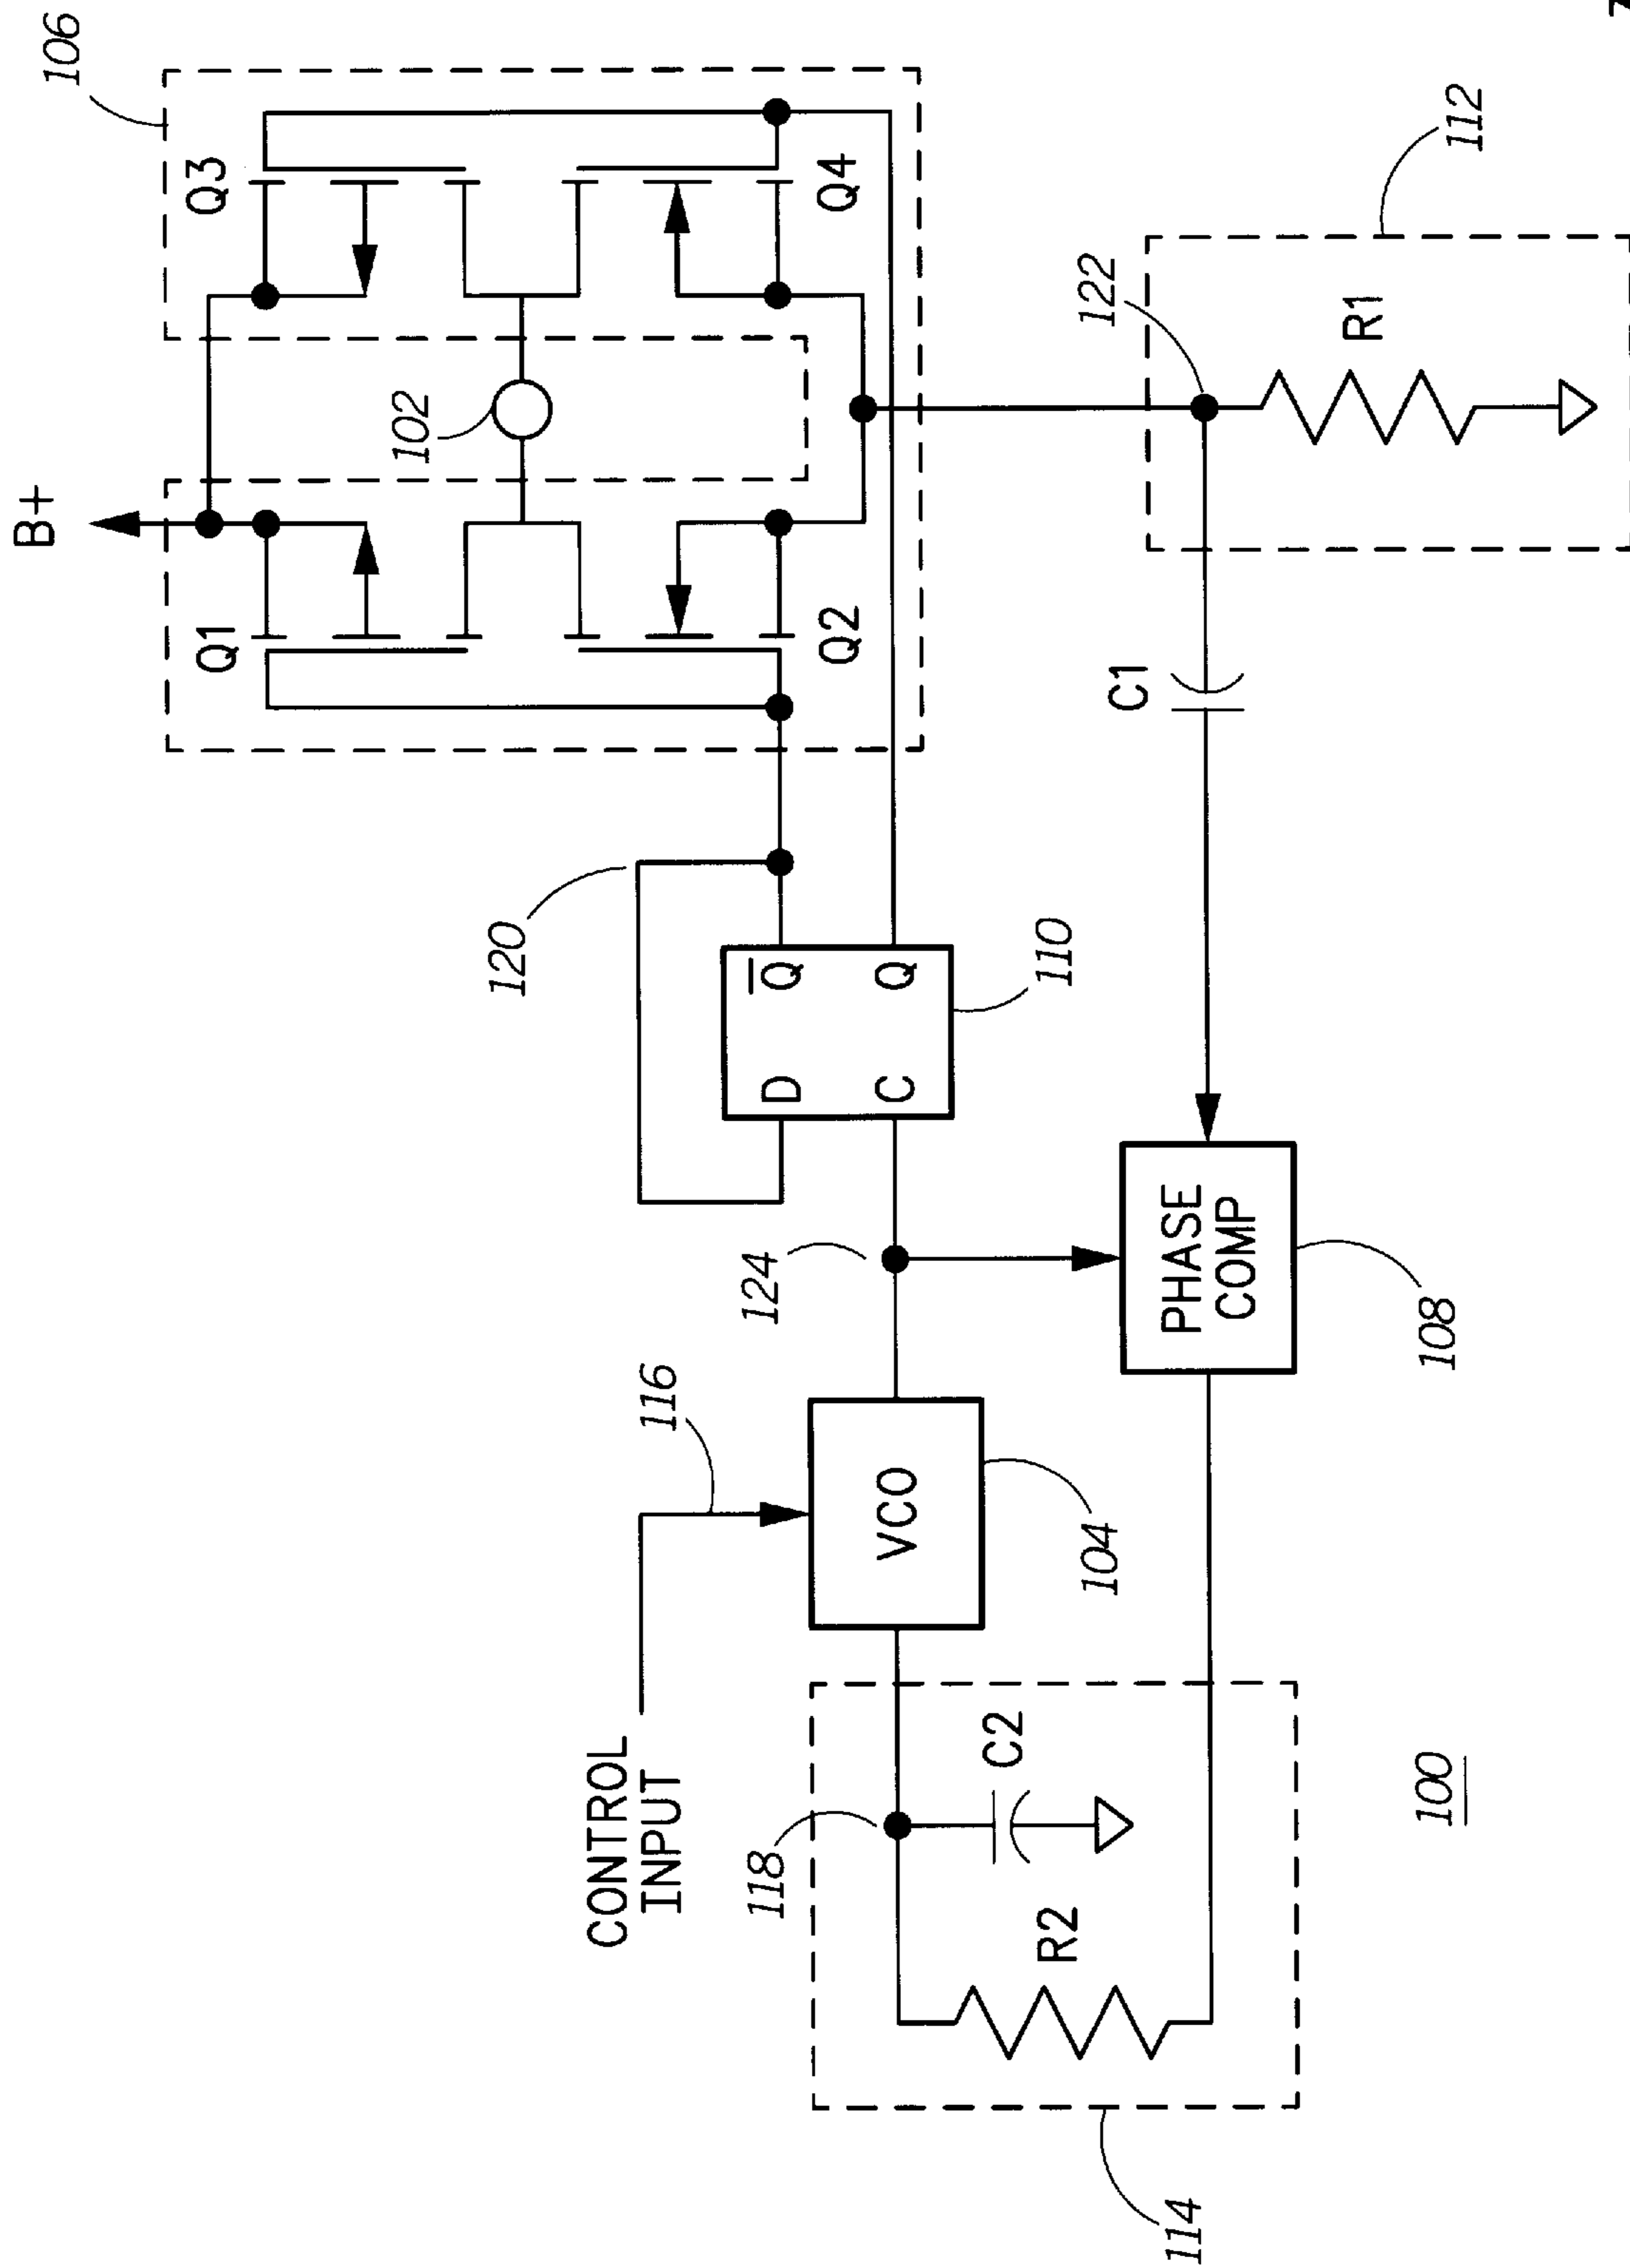 B+
106
Q1
Q3
102
120
CONTROL
INPUT
116
118
124
D Q̅
Q2
Q4
VCO
C Q
C2
R2
110
104
122
C1
114
PHASE
COMP
R1
100
108
112